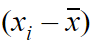 (xᵢ − x̄)